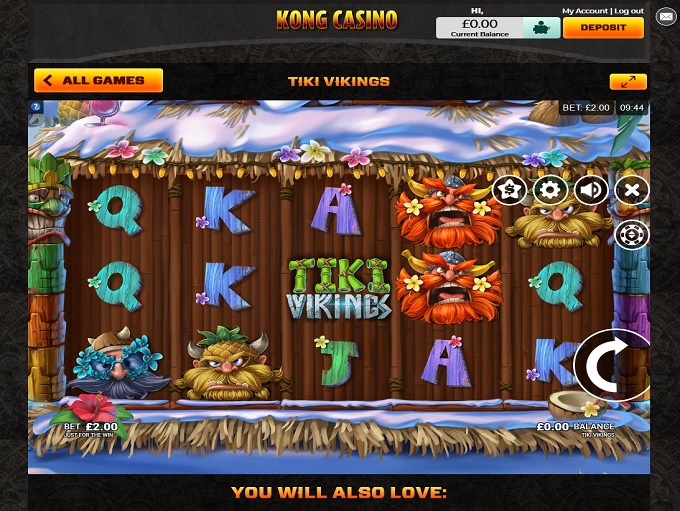 KONG CASINO
HI,
£0.00
Current Balance
My Account | Log out
DEPOSIT
ALL GAMES
TIKI VIKINGS
?
BET: £2.00 09:44
Q K A
Q K TIKI VIKINGS Q
J A K
BET £2.00
JUST FOR THE WIN
£0.00 BALANCE
TIKI VIKINGS
YOU WILL ALSO LOVE: